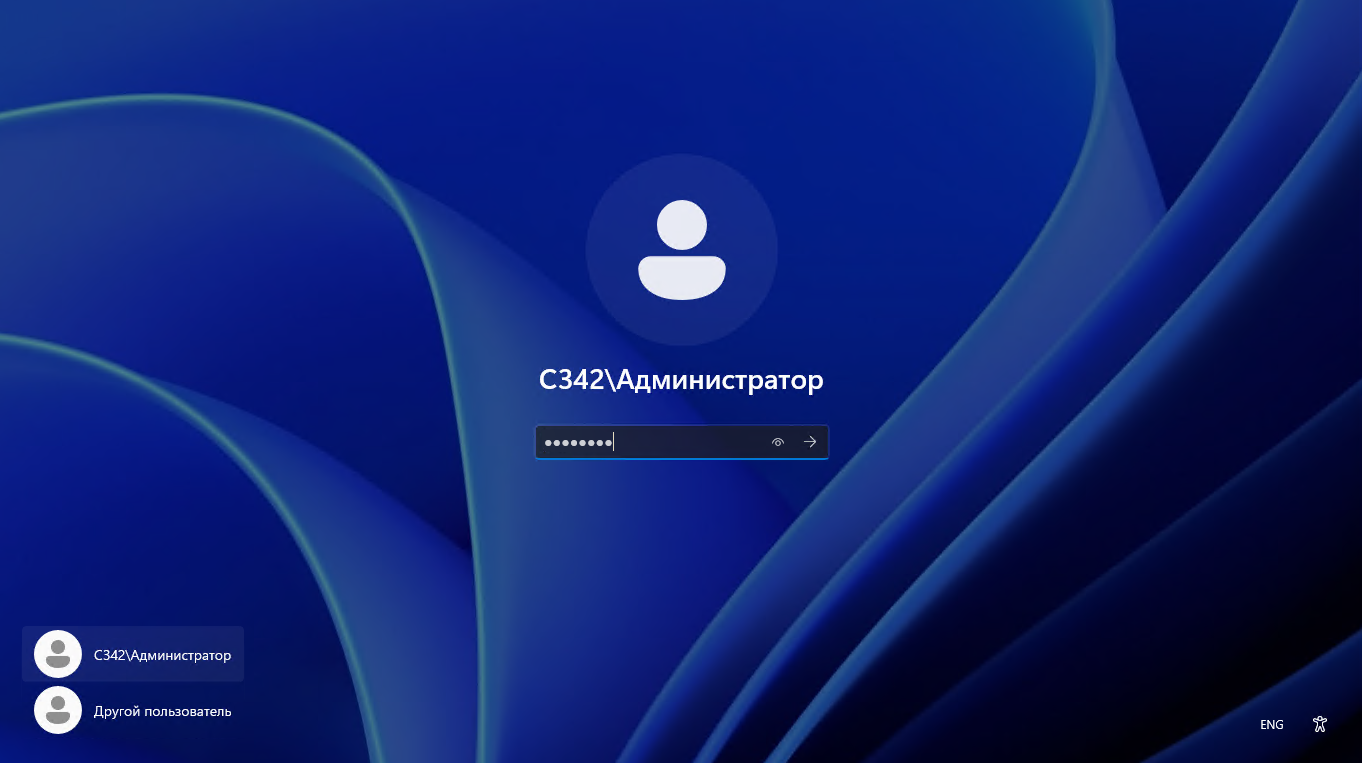 C342\Администратор
••••••••
C342\Администратор
Другой пользователь
ENG